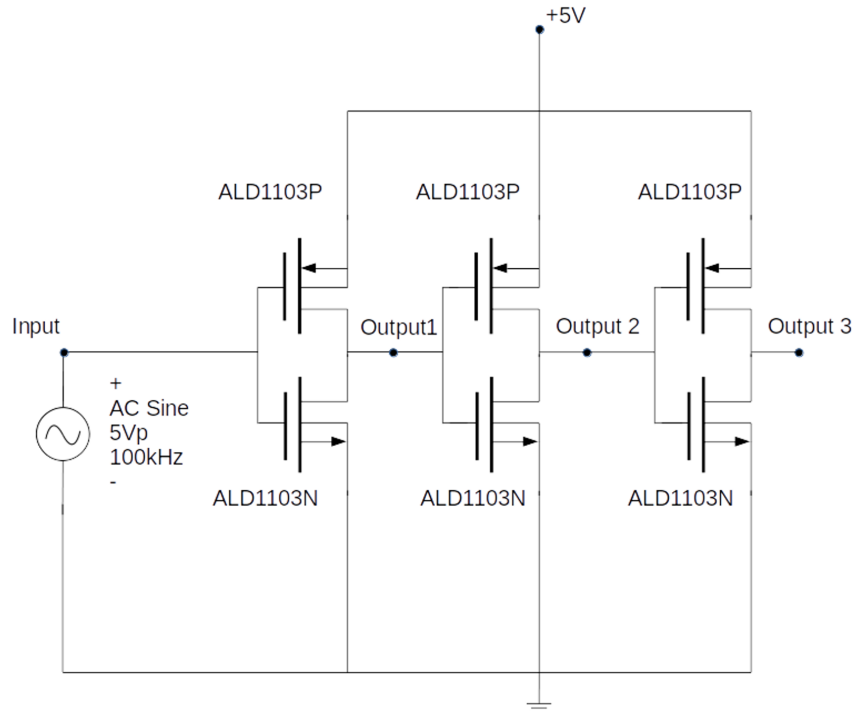 +5V
ALD1103P
ALD1103P
ALD1103P
Input
Output1
Output 2
Output 3
+
AC Sine
5Vp
100kHz
-
ALD1103N
ALD1103N
ALD1103N